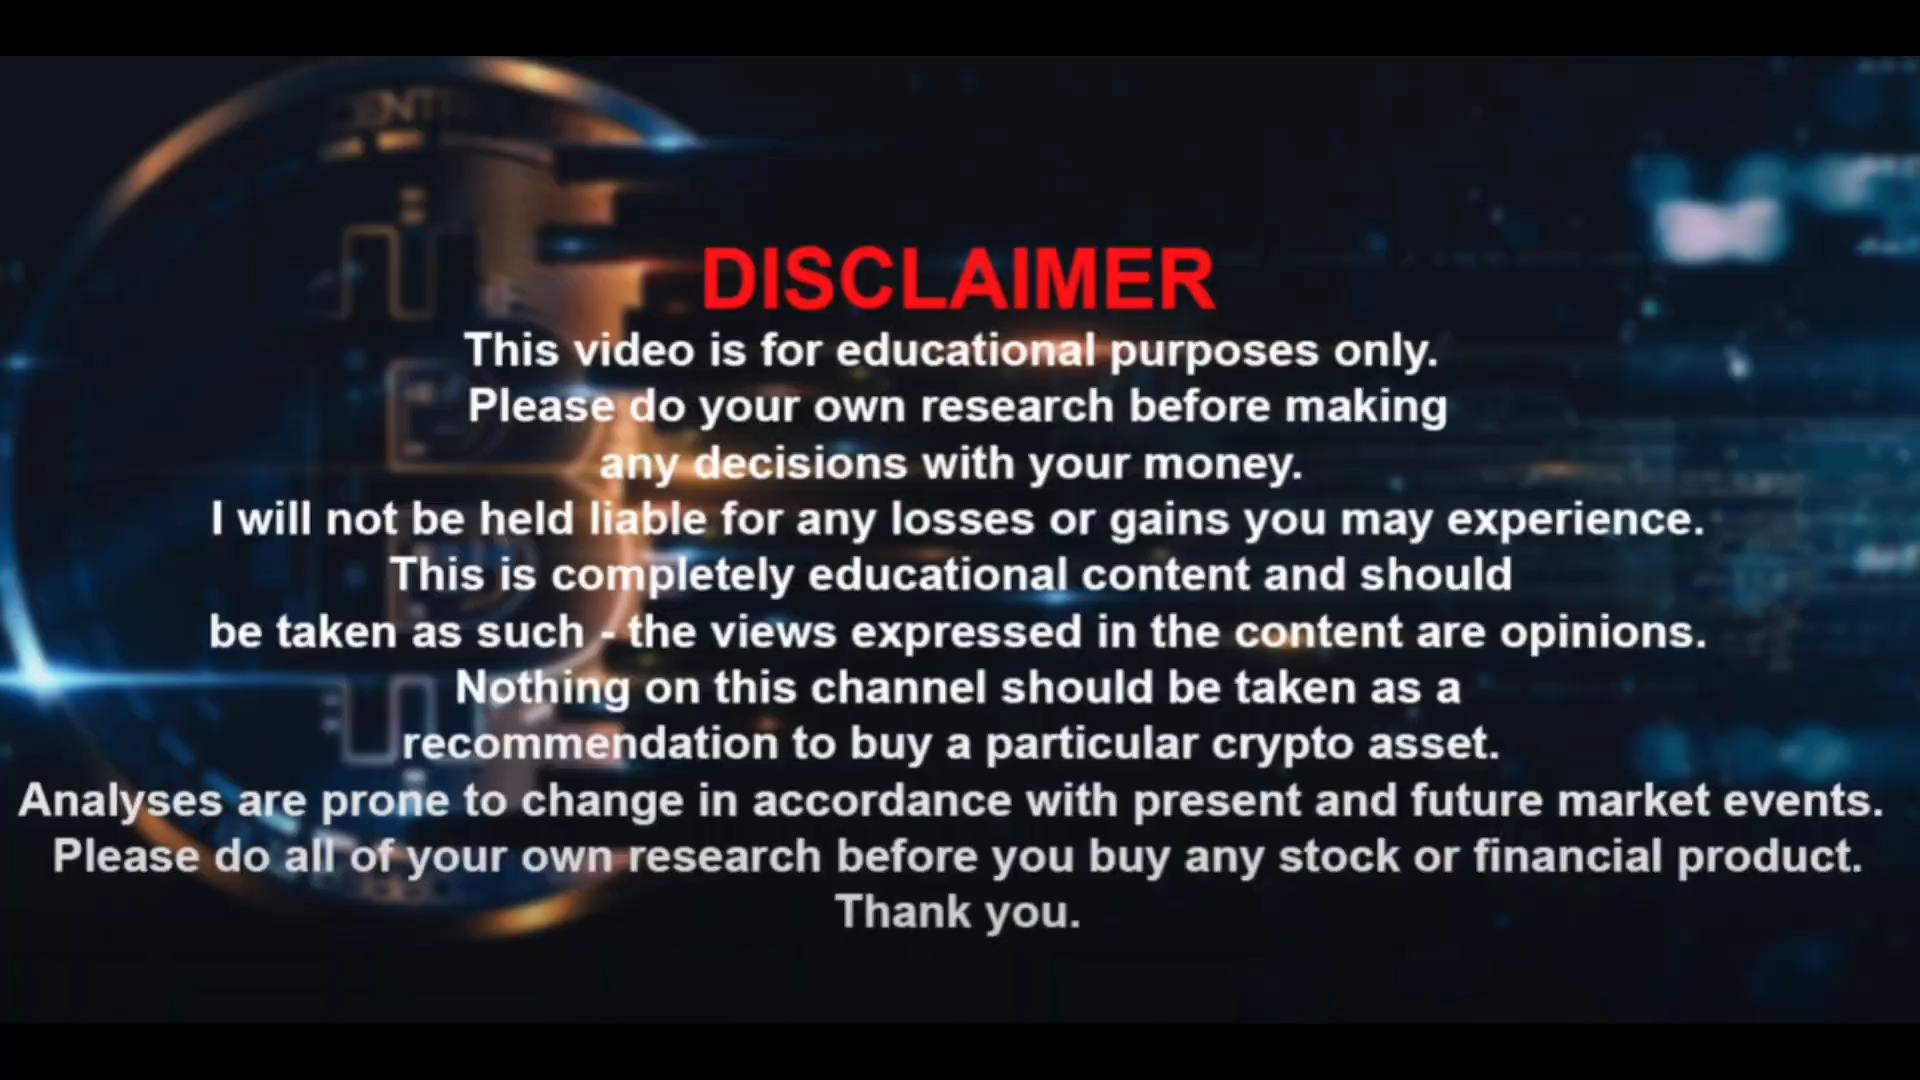 DISCLAIMER
This video is for educational purposes only.
Please do your own research before making
any decisions with your money.
I will not be held liable for any losses or gains you may experience.
This is completely educational content and should
be taken as such - the views expressed in the content are opinions.
Nothing on this channel should be taken as a
recommendation to buy a particular crypto asset.
Analyses are prone to change in accordance with present and future market events.
Please do all of your own research before you buy any stock or financial product.
Thank you.